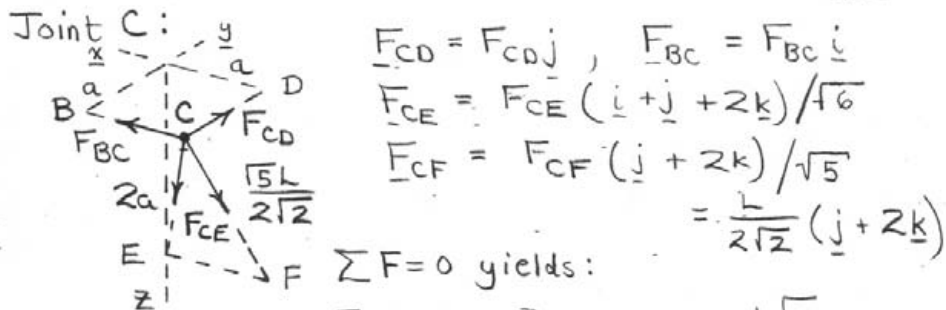 Joint C:
x y
a a
B C D
F_BC F_CD
2a F_CE √5L/2√2
E F
z
F_CD = F_CD j , F_BC = F_BC i
F_CE = F_CE (i + j + 2k)/√6
F_CF = F_CF (j + 2k)/√5
= L/2√2 (j + 2k)
ΣF=0 yields: